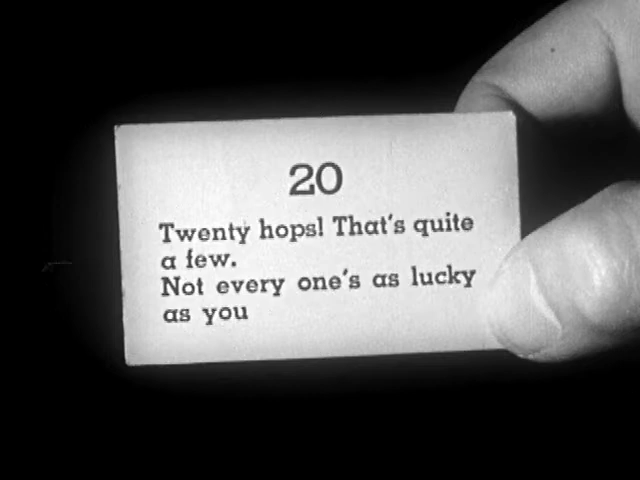 20
Twenty hops! That's quite
a few.
Not every one's as lucky
as you